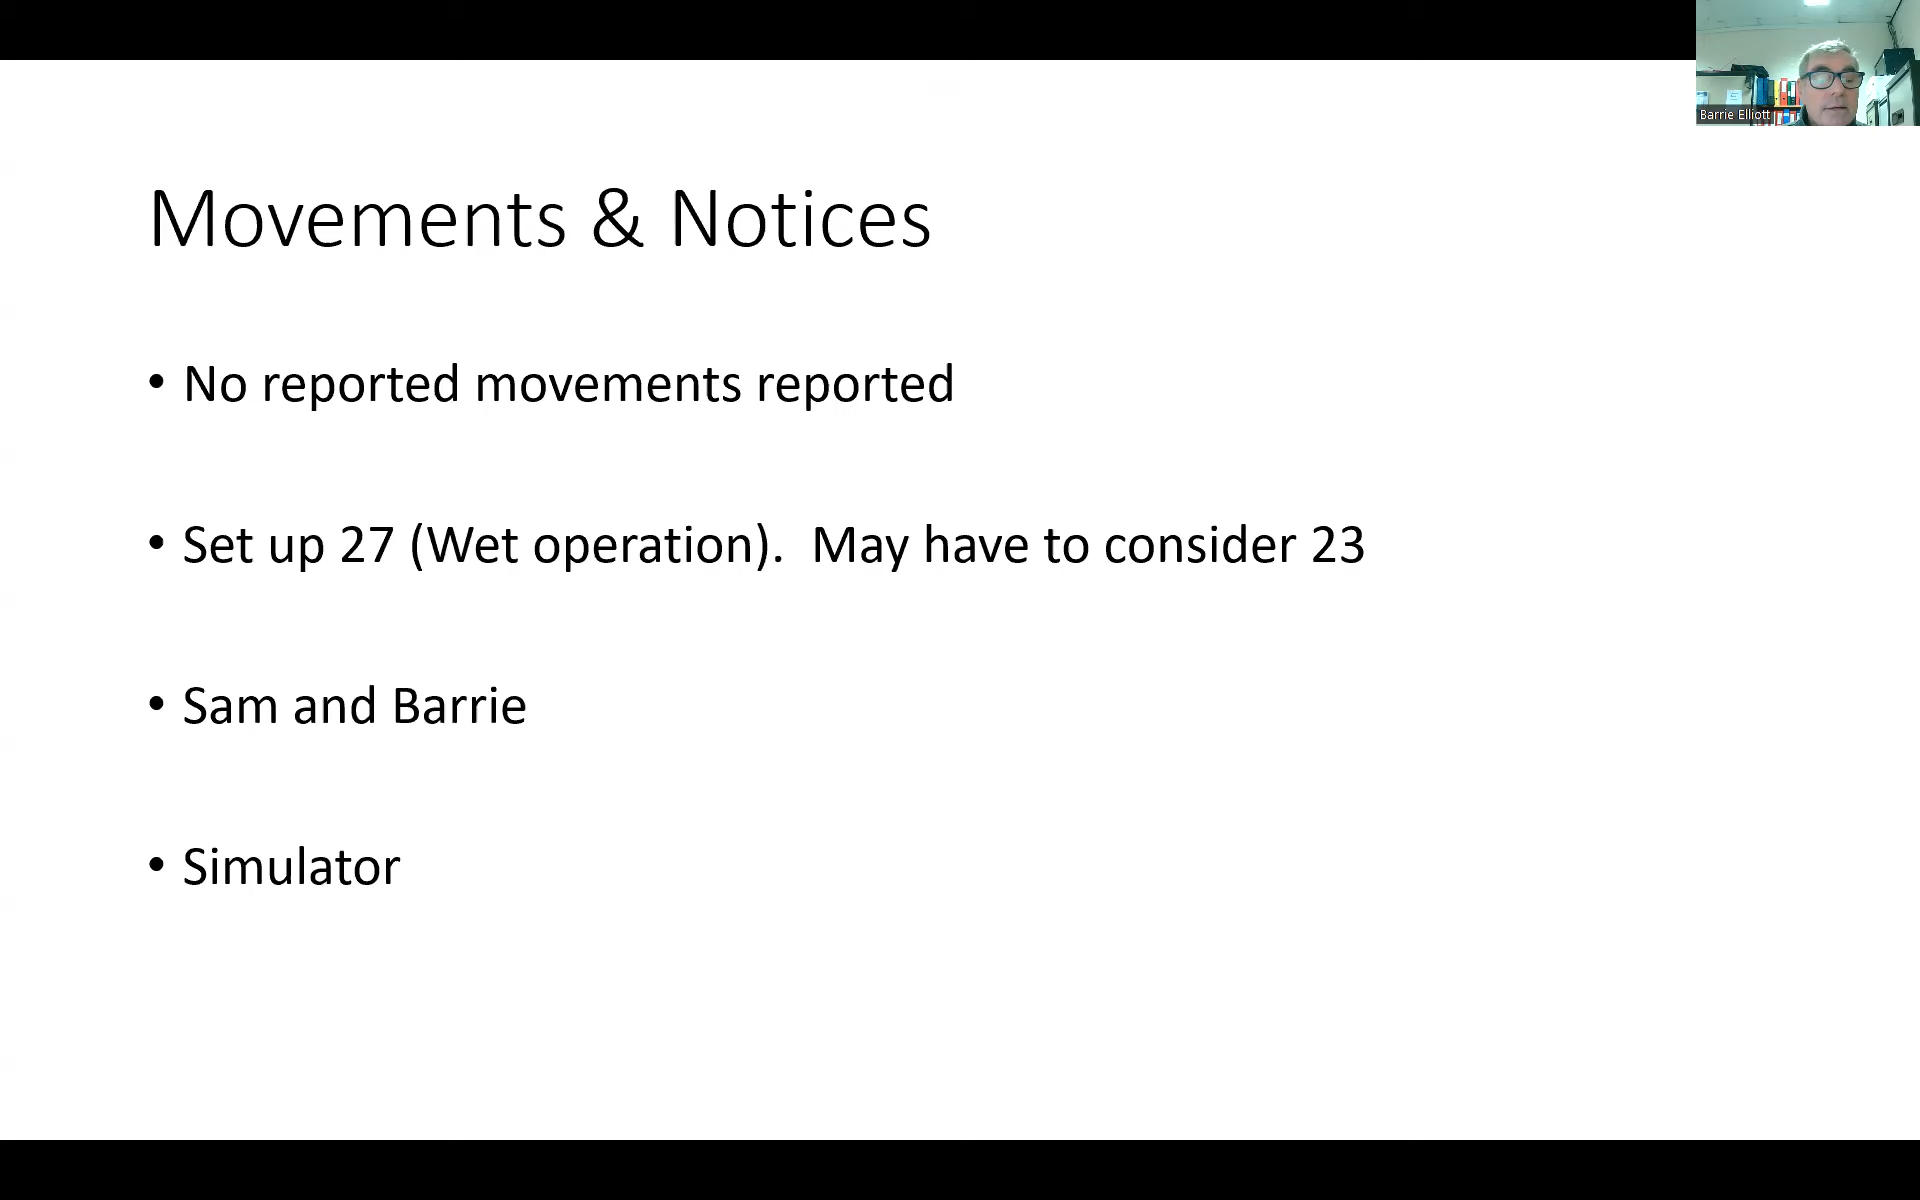 Barrie Elliott
Movements & Notices
• No reported movements reported
• Set up 27 (Wet operation).  May have to consider 23
• Sam and Barrie
• Simulator